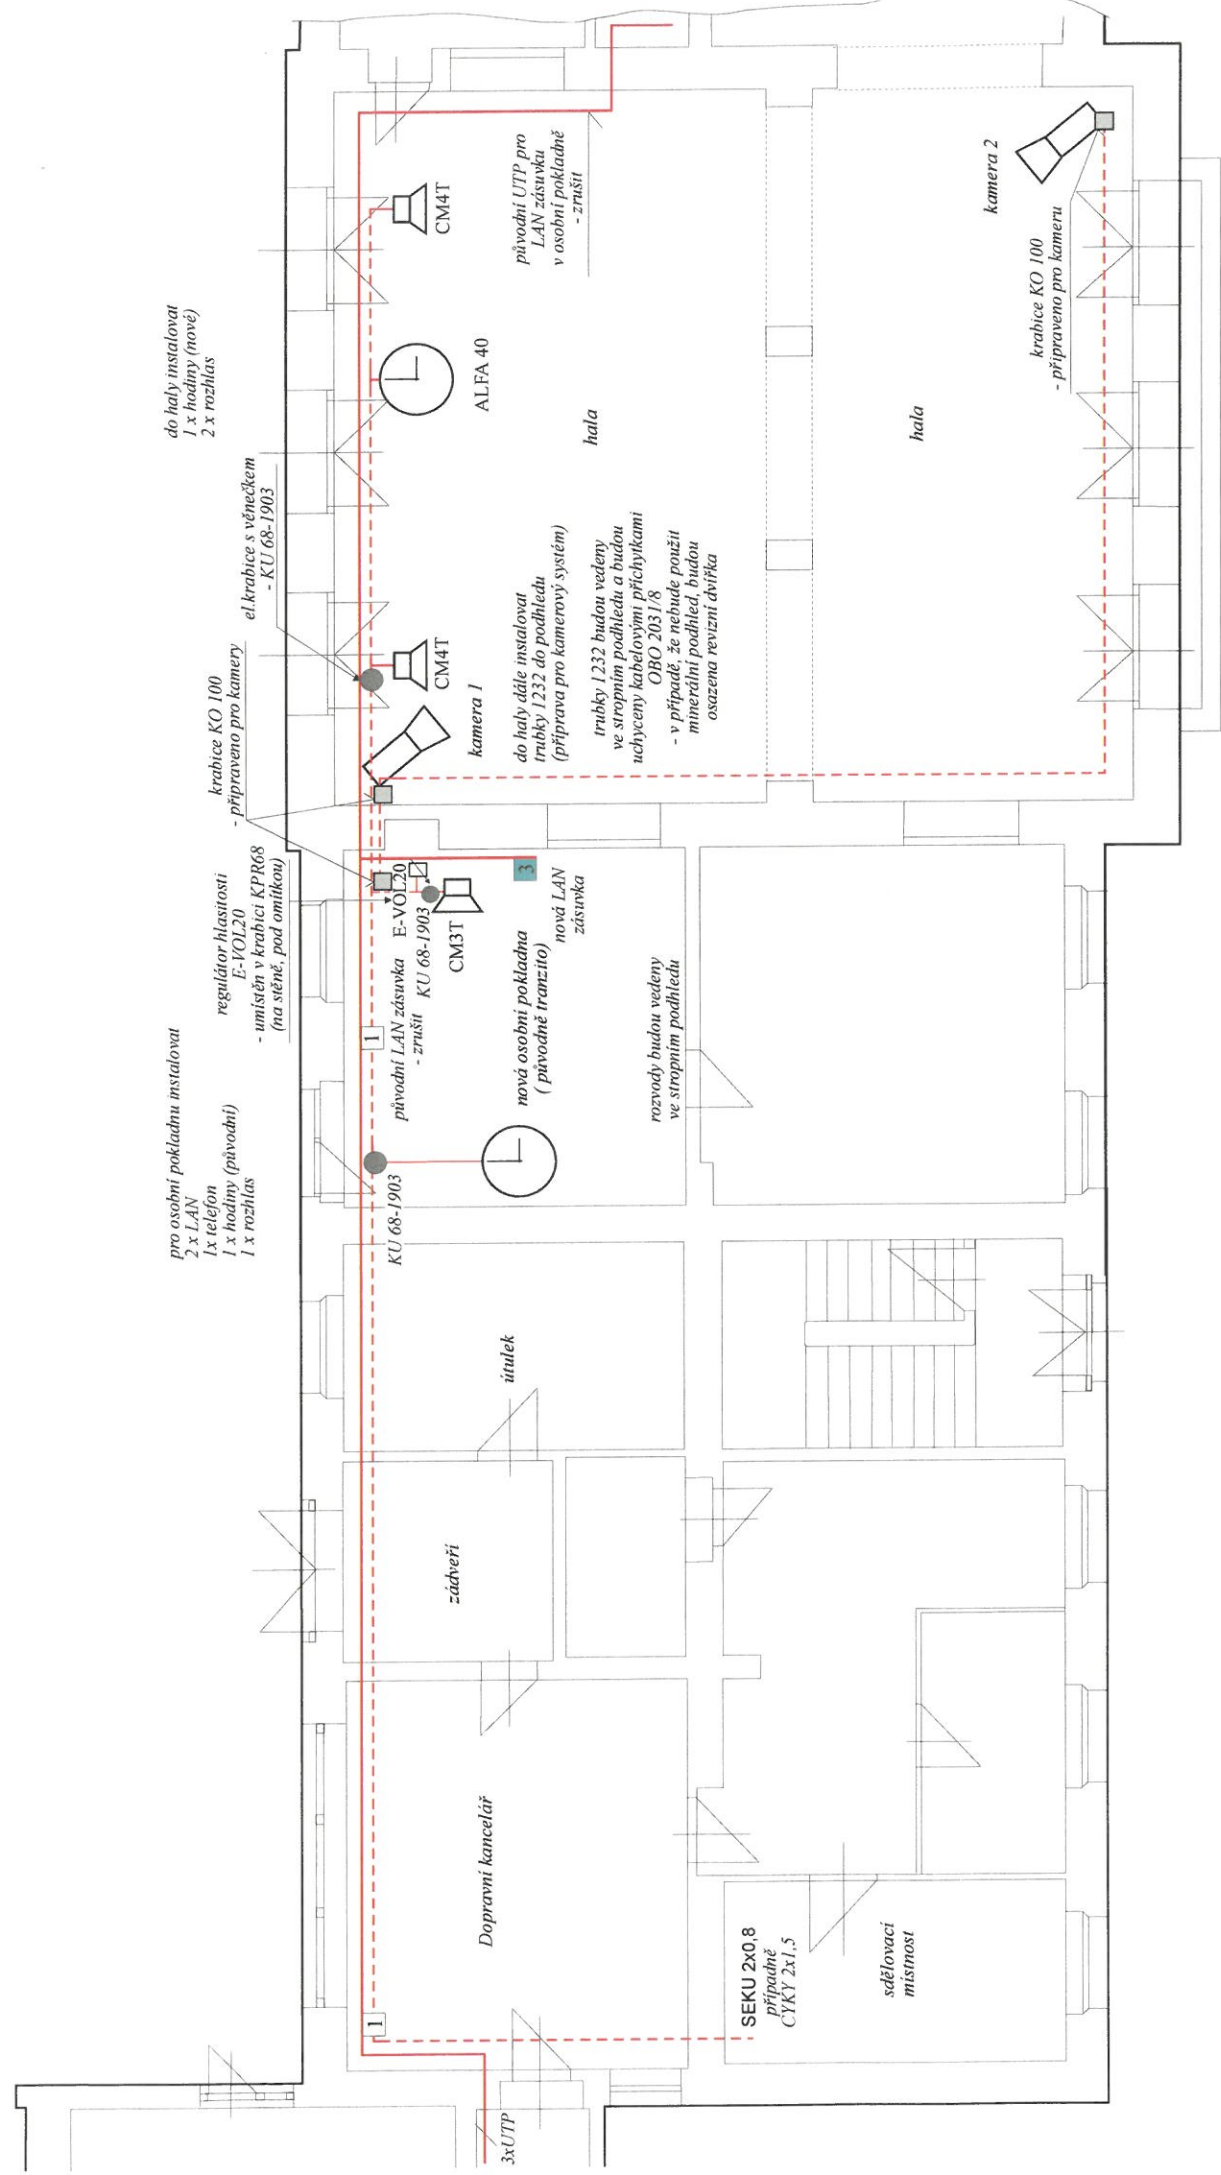 pro osobní pokladnu instalovat
2 x LAN
1x telefon
1 x hodiny (původní)
1 x rozhlas
regulátor hlasitosti
E-VOL20
- umístěn v krabici KPR68
(na stěně, pod omítkou)
krabice KO 100
- připraveno pro kamery
el.krabice s věnečkem
- KU 68-1903
do haly instalovat
1 x hodiny (nové)
2 x rozhlas
1
1
KU 68-1903
původní LAN zásuvka
- zrušit
E-VOL20
KU 68-1903
CM3T
3
nová LAN
zásuvka
nová osobní pokladna
( původně tranzito)
rozvody budou vedeny
ve stropním podhledu
kamera 1
CM4T
ALFA 40
CM4T
do haly dále instalovat
trubky 1232 do podhledu
(příprava pro kamerový systém)
trubky 1232 budou vedeny
ve stropním podhledu a budou
uchyceny kabelovými příchytkami
OBO 2031/8
- v případě, že nebude použit
minerální podhled, budou
osazena revizní dvířka
původní UTP pro
LAN zásuvku
v osobní pokladně
- zrušit
hala
hala
kamera 2
krabice KO 100
- připraveno pro kameru
útulek
zádveří
Dopravní kancelář
3xUTP
SEKU 2x0,8
případně
CYKY 2x1,5
sdělovací
místnost